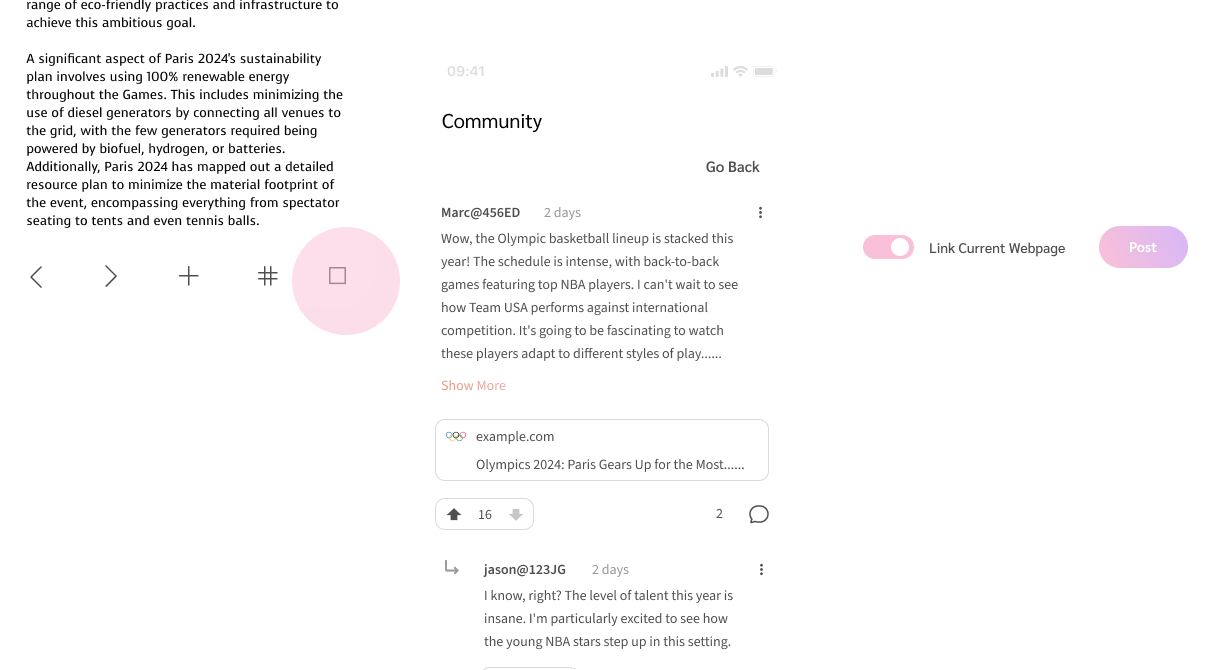 range of eco-friendly practices and infrastructure to
achieve this ambitious goal.
A significant aspect of Paris 2024's sustainability
plan involves using 100% renewable energy
throughout the Games. This includes minimizing the
use of diesel generators by connecting all venues to
the grid, with the few generators required being
powered by biofuel, hydrogen, or batteries.
Additionally, Paris 2024 has mapped out a detailed
resource plan to minimize the material footprint of
the event, encompassing everything from spectator
seating to tents and even tennis balls.
09:41
Community
Go Back
Marc@456ED 2 days
Wow, the Olympic basketball lineup is stacked this
year! The schedule is intense, with back-to-back
games featuring top NBA players. I can't wait to see
how Team USA performs against international
competition. It's going to be fascinating to watch
these players adapt to different styles of play......
Show More
example.com
Olympics 2024: Paris Gears Up for the Most......
16
2
jason@123JG 2 days
I know, right? The level of talent this year is
insane. I'm particularly excited to see how
the young NBA stars step up in this setting.
Link Current Webpage
Post